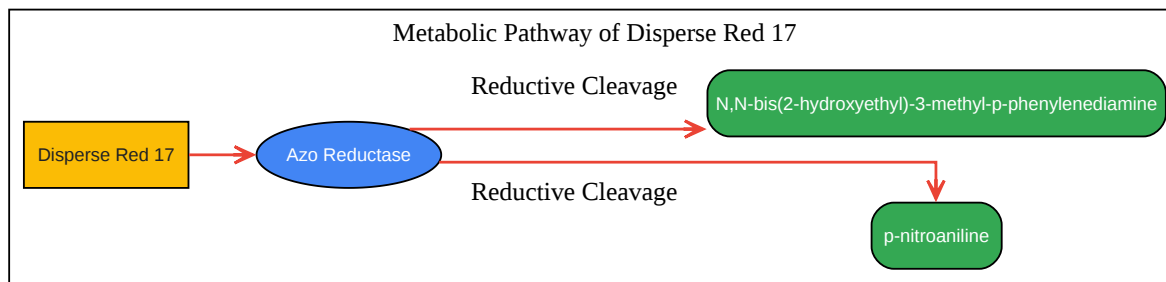 Metabolic Pathway of Disperse Red 17
Reductive Cleavage
N,N-bis(2-hydroxyethyl)-3-methyl-p-phenylenediamine
Disperse Red 17
Azo Reductase
Reductive Cleavage
p-nitroaniline